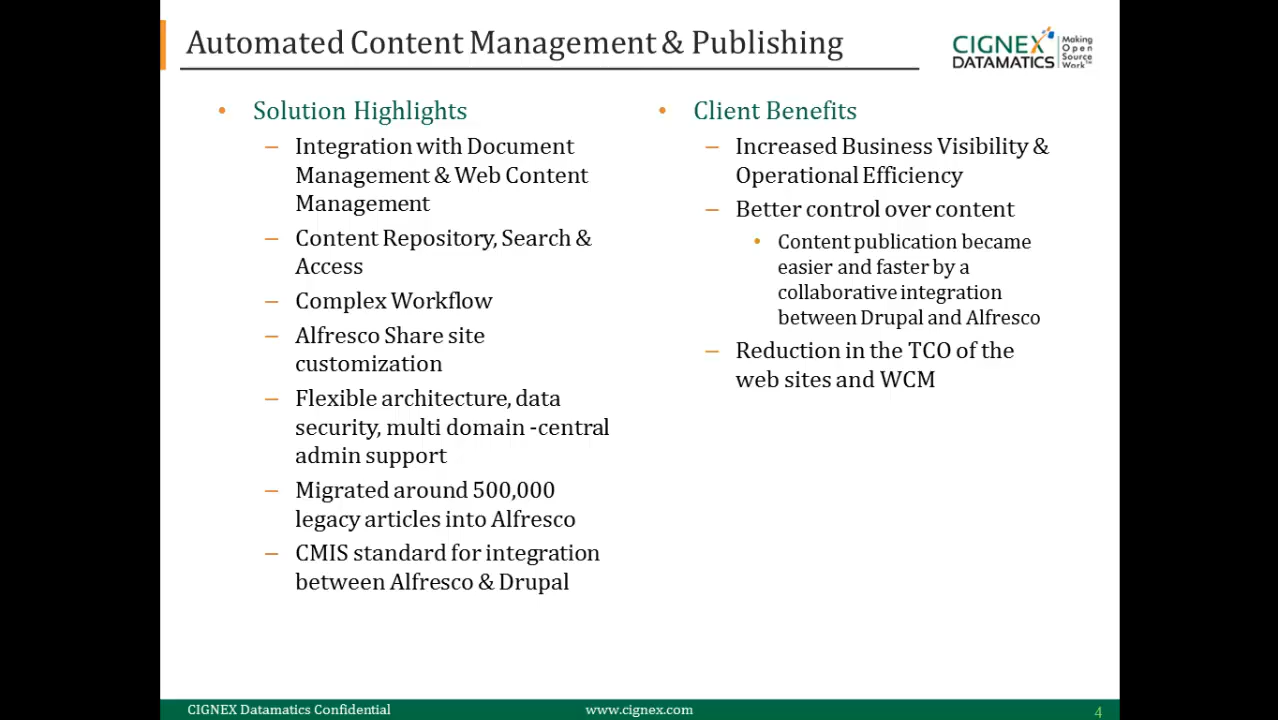 Automated Content Management & Publishing
CIGNEX
DATAMATICS
Making
Open
Source
Work™
• Solution Highlights
– Integration with Document
Management & Web Content
Management
– Content Repository, Search &
Access
– Complex Workflow
– Alfresco Share site
customization
– Flexible architecture, data
security, multi domain -central
admin support
– Migrated around 500,000
legacy articles into Alfresco
– CMIS standard for integration
between Alfresco & Drupal
• Client Benefits
– Increased Business Visibility &
Operational Efficiency
– Better control over content
• Content publication became
easier and faster by a
collaborative integration
between Drupal and Alfresco
– Reduction in the TCO of the
web sites and WCM
CIGNEX Datamatics Confidential
www.cignex.com
4